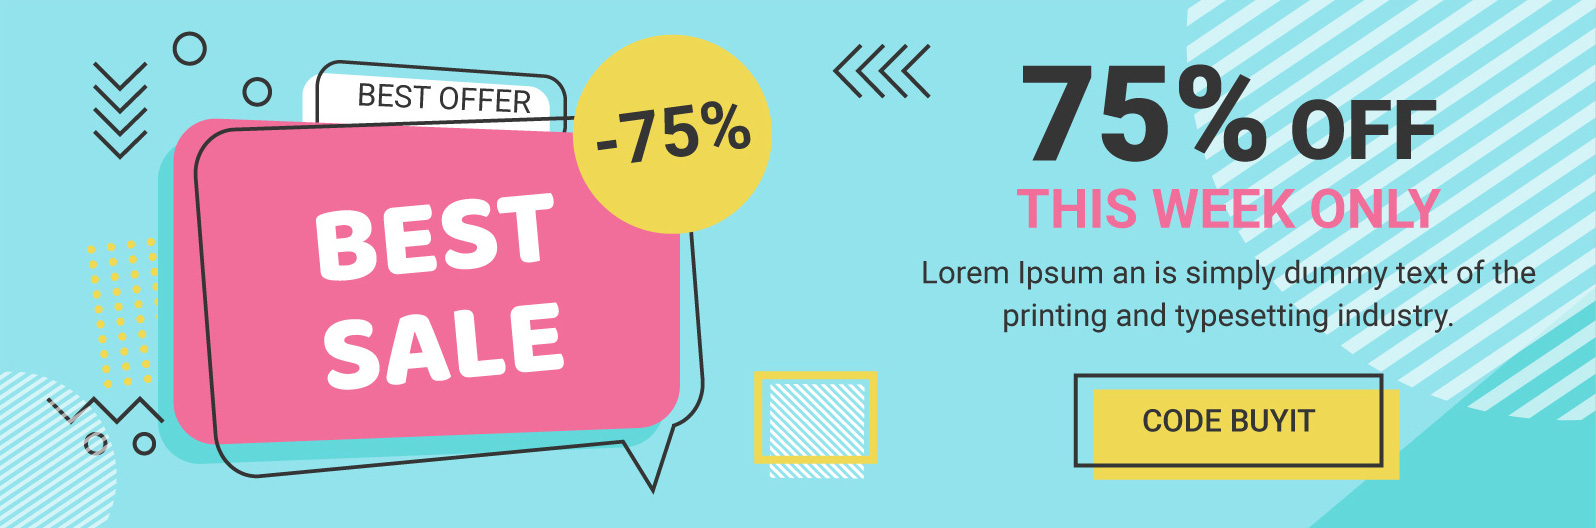 BEST OFFER
-75%
BEST
SALE
75% OFF
THIS WEEK ONLY
Lorem Ipsum an is simply dummy text of the
printing and typesetting industry.
CODE BUYIT